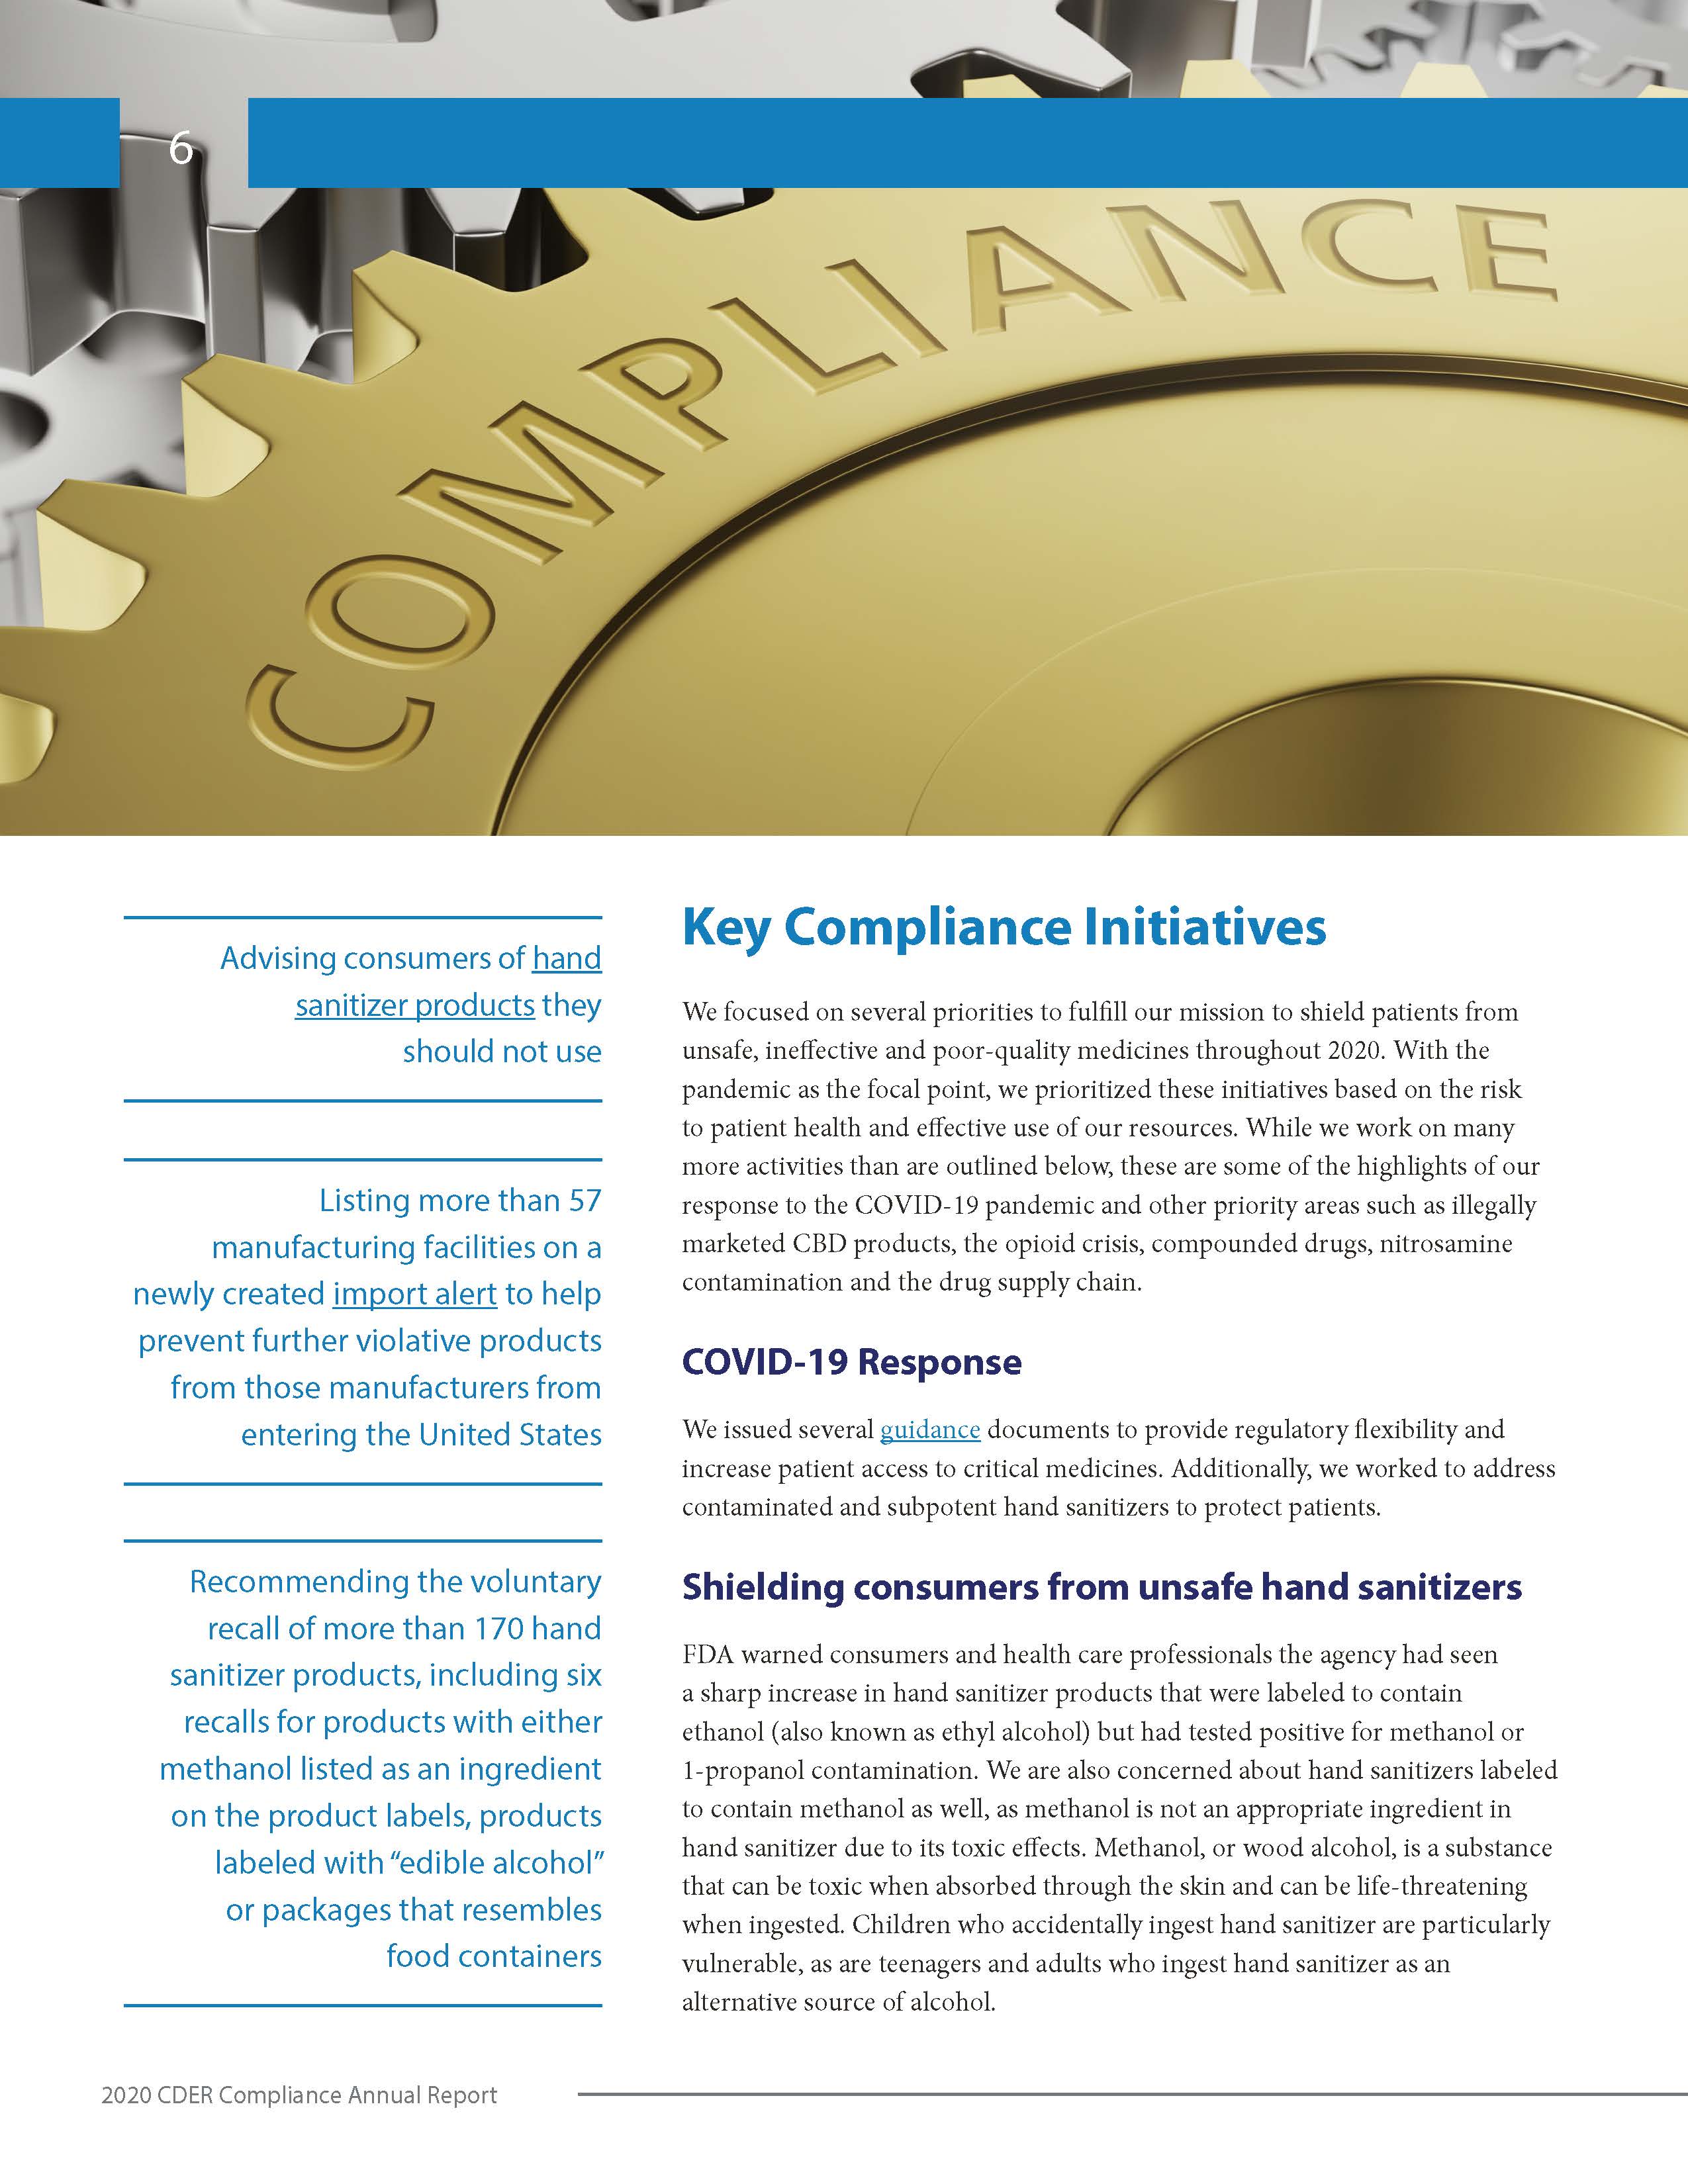 6
COMPLIANCE
Advising consumers of hand
sanitizer products they
should not use
Listing more than 57
manufacturing facilities on a
newly created import alert to help
prevent further violative products
from those manufacturers from
entering the United States
Recommending the voluntary
recall of more than 170 hand
sanitizer products, including six
recalls for products with either
methanol listed as an ingredient
on the product labels, products
labeled with “edible alcohol”
or packages that resembles
food containers
Key Compliance Initiatives
We focused on several priorities to fulfill our mission to shield patients from
unsafe, ineffective and poor-quality medicines throughout 2020. With the
pandemic as the focal point, we prioritized these initiatives based on the risk
to patient health and effective use of our resources. While we work on many
more activities than are outlined below, these are some of the highlights of our
response to the COVID-19 pandemic and other priority areas such as illegally
marketed CBD products, the opioid crisis, compounded drugs, nitrosamine
contamination and the drug supply chain.
COVID-19 Response
We issued several guidance documents to provide regulatory flexibility and
increase patient access to critical medicines. Additionally, we worked to address
contaminated and subpotent hand sanitizers to protect patients.
Shielding consumers from unsafe hand sanitizers
FDA warned consumers and health care professionals the agency had seen
a sharp increase in hand sanitizer products that were labeled to contain
ethanol (also known as ethyl alcohol) but had tested positive for methanol or
1-propanol contamination. We are also concerned about hand sanitizers labeled
to contain methanol as well, as methanol is not an appropriate ingredient in
hand sanitizer due to its toxic effects. Methanol, or wood alcohol, is a substance
that can be toxic when absorbed through the skin and can be life-threatening
when ingested. Children who accidentally ingest hand sanitizer are particularly
vulnerable, as are teenagers and adults who ingest hand sanitizer as an
alternative source of alcohol.
2020 CDER Compliance Annual Report